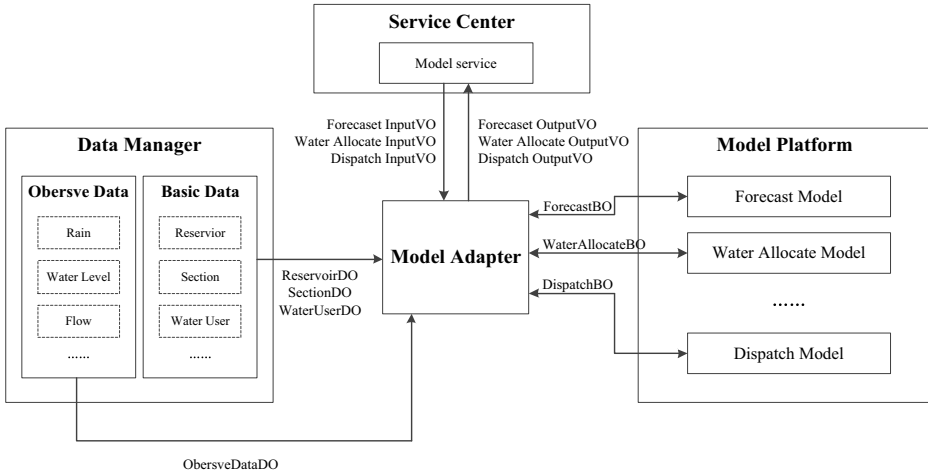 Service Center
Model service
Forecaset InputVO
Water Allocate InputVO
Dispatch InputVO
Forecaset OutputVO
Water Allocate OutputVO
Dispatch OutputVO
Data Manager
Obersve Data
Rain
Water Level
Flow
......
Basic Data
Reservior
Section
Water User
......
ReservoirDO
SectionDO
WaterUserDO
ObersveDataDO
Model Adapter
ForecastBO
WaterAllocateBO
DispatchBO
Model Platform
Forecast Model
Water Allocate Model
......
Dispatch Model